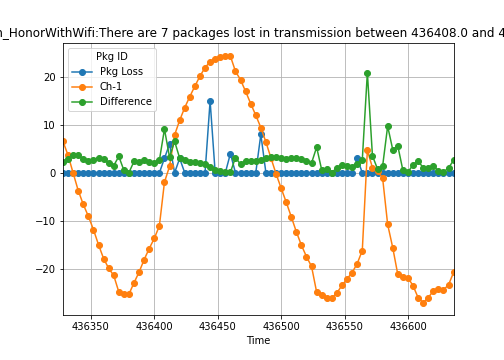 _HonorWithWifi:There are 7 packages lost in transmission between 436408.0 and 4
Pkg ID
Pkg Loss
Ch-1
Difference
20
10
0
−10
−20
436350
436400
436450
436500
436550
436600
Time